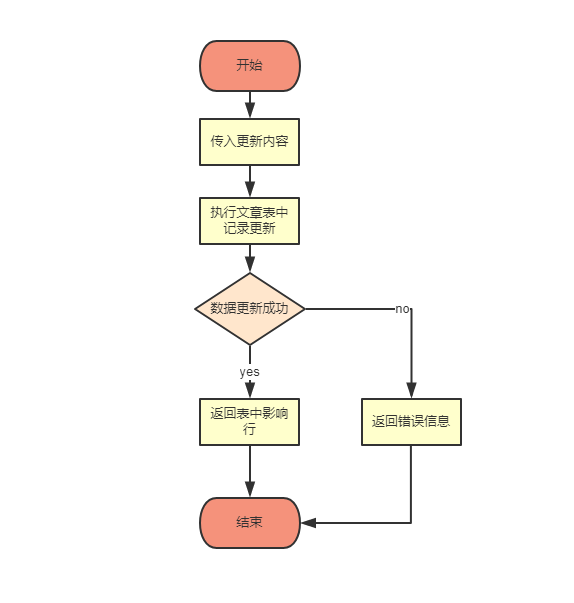 开始
传入更新内容
执行文章表中
记录更新
数据更新成功
no
yes
返回表中影响
行
返回错误信息
结束